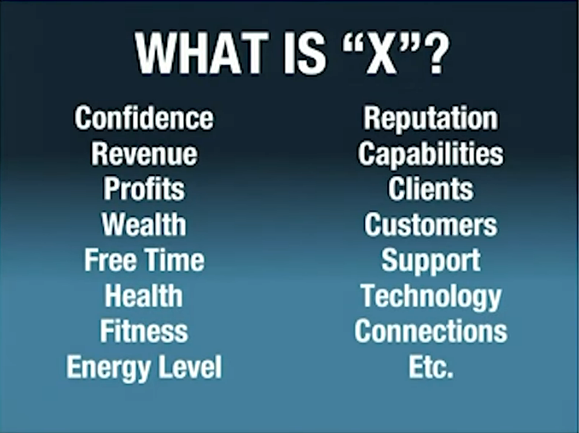 WHAT IS “X”?
Confidence
Revenue
Profits
Wealth
Free Time
Health
Fitness
Energy Level
Reputation
Capabilities
Clients
Customers
Support
Technology
Connections
Etc.